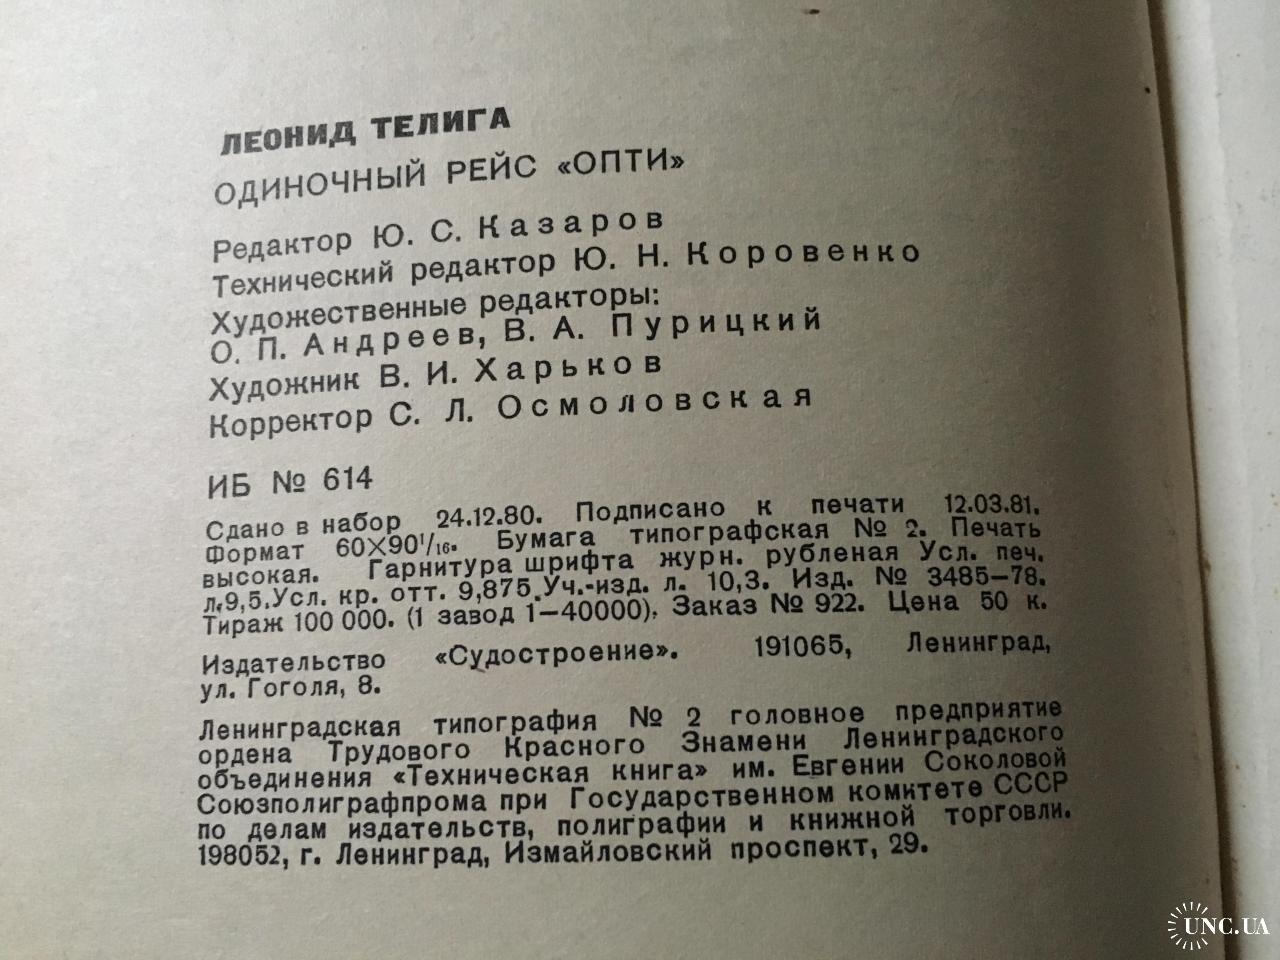 ЛЕОНИД ТЕЛИГА
ОДИНОЧНЫЙ РЕЙС «ОПТИ»
Редактор Ю. С. Казаров
Технический редактор Ю. Н. Коровенко
Художественные редакторы:
О. П. Андреев, В. А. Пурицкий
Художник В. И. Харьков
Корректор С. Л. Осмоловская
ИБ № 614
Сдано в набор 24.12.80. Подписано к печати 12.03.81.
Формат 60×90¹/₁₆. Бумага типографская № 2. Печать
высокая. Гарнитура шрифта журн. рубленая Усл. печ.
л. 9,5. Усл. кр. отт. 9,875. Уч.-изд. л. 10,3. Изд. № 3485—78.
Тираж 100 000. (1 завод 1—40000). Заказ № 922. Цена 50 к.
Издательство «Судостроение». 191065, Ленинград,
ул. Гоголя, 8.
Ленинградская типография № 2 головное предприятие
ордена Трудового Красного Знамени Ленинградского
объединения «Техническая книга» им. Евгении Соколовой
Союзполиграфпрома при Государственном комитете СССР
по делам издательств, полиграфии и книжной торговли.
198052, г. Ленинград, Измайловский проспект, 29.
UNC.UA